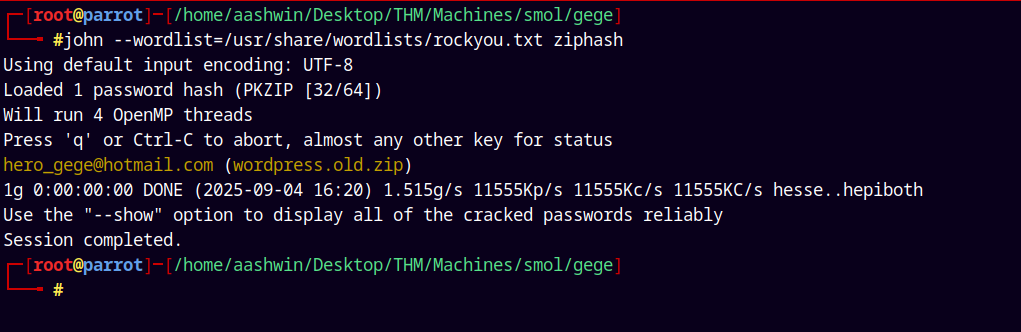 ┌─[root@parrot]─[/home/aashwin/Desktop/THM/Machines/smol/gege]
└──╼ #john --wordlist=/usr/share/wordlists/rockyou.txt ziphash
Using default input encoding: UTF-8
Loaded 1 password hash (PKZIP [32/64])
Will run 4 OpenMP threads
Press 'q' or Ctrl-C to abort, almost any other key for status
hero_gege@hotmail.com (wordpress.old.zip)
1g 0:00:00:00 DONE (2025-09-04 16:20) 1.515g/s 11555Kp/s 11555Kc/s 11555KC/s hesse..hepiboth
Use the "--show" option to display all of the cracked passwords reliably
Session completed.
┌─[root@parrot]─[/home/aashwin/Desktop/THM/Machines/smol/gege]
└──╼ #